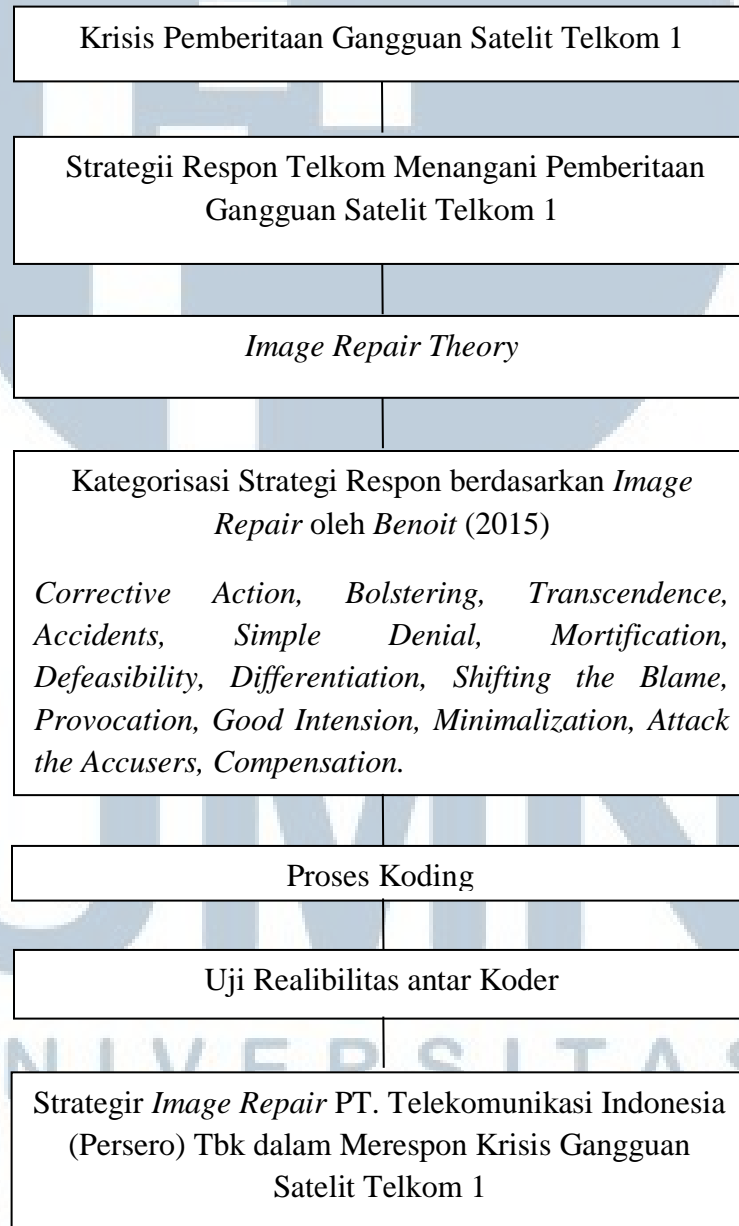 Krisis Pemberitaan Gangguan Satelit Telkom 1
Strategii Respon Telkom Menangani Pemberitaan
Gangguan Satelit Telkom 1
Image Repair Theory
Kategorisasi Strategi Respon berdasarkan Image
Repair oleh Benoit (2015)
Corrective Action, Bolstering, Transcendence,
Accidents, Simple Denial, Mortification,
Defeasibility, Differentiation, Shifting the Blame,
Provocation, Good Intension, Minimalization, Attack
the Accusers, Compensation.
Proses Koding
Uji Realibilitas antar Koder
UNIVERSITAS
Strategir Image Repair PT. Telekomunikasi Indonesia
(Persero) Tbk dalam Merespon Krisis Gangguan
Satelit Telkom 1